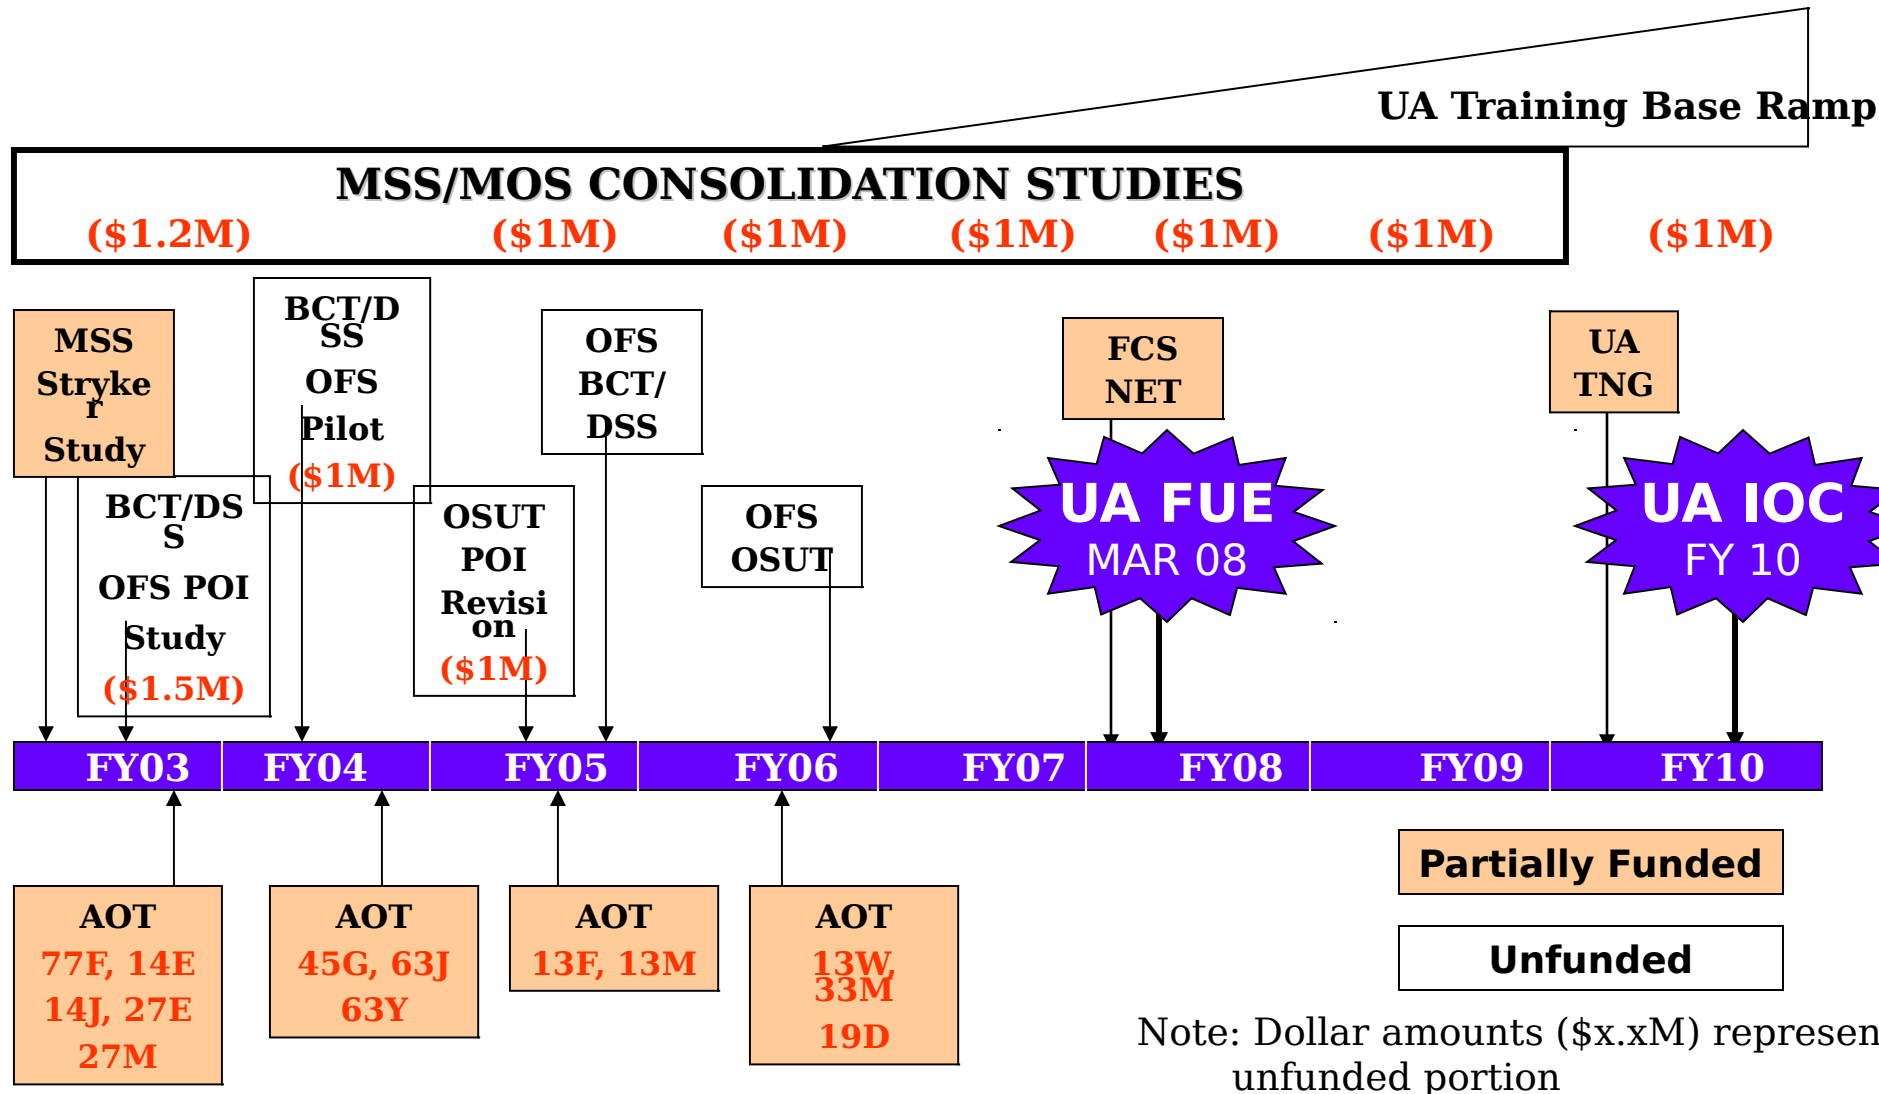 UA Training Base Ramp
MSS/MOS CONSOLIDATION STUDIES
($1.2M) ($1M) ($1M) ($1M) ($1M) ($1M) ($1M)
MSS
Stryke
r
Study
BCT/DS
S
OFS POI
Study
($1.5M)
BCT/D
SS
OFS
Pilot
($1M)
OSUT
POI
Revisi
on
($1M)
OFS
BCT/
DSS
OFS
OSUT
FCS
NET
UA FUE
MAR 08
UA
TNG
UA IOC
FY 10
FY03 FY04 FY05 FY06 FY07 FY08 FY09 FY10
AOT
77F, 14E
14J, 27E
27M
AOT
45G, 63J
63Y
AOT
13F, 13M
AOT
13W,
33M
19D
Partially Funded
Unfunded
Note: Dollar amounts ($x.xM) represen
unfunded portion